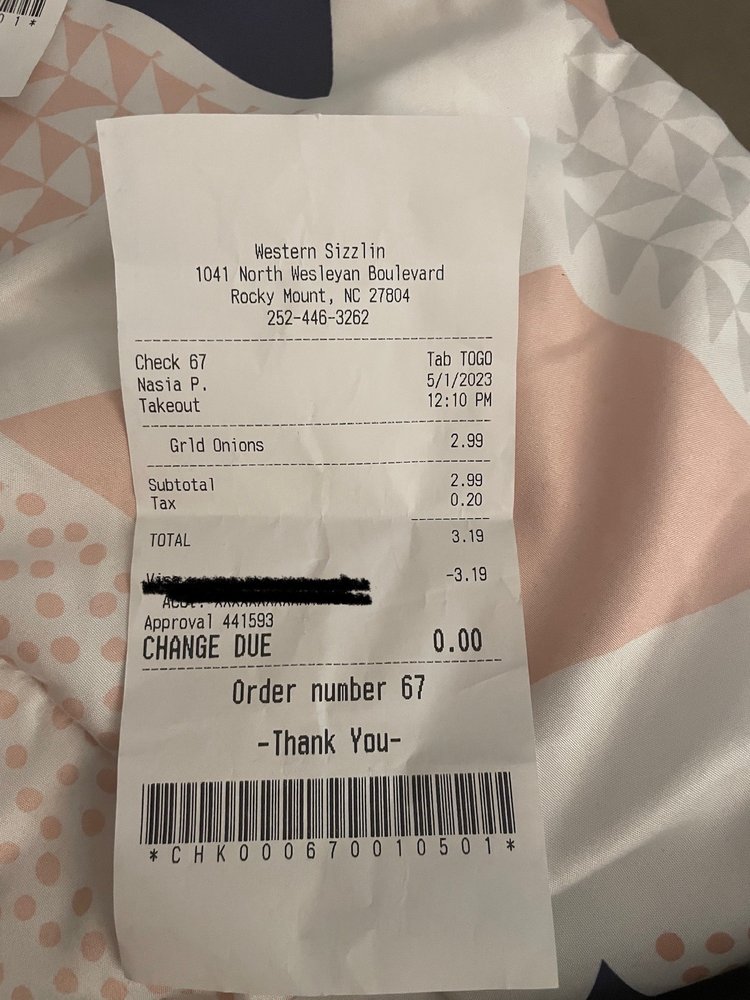 01*
Western Sizzlin
1041 North Wesleyan Boulevard
Rocky Mount, NC 27804
252-446-3262
Check 67 Tab TOGO
Nasia P. 5/1/2023
Takeout 12:10 PM
Grld Onions 2.99
Subtotal 2.99
Tax 0.20
TOTAL 3.19
Visa -3.19
Approval 441593
CHANGE DUE 0.00
Order number 67
-Thank You-
*CHK000670010501*